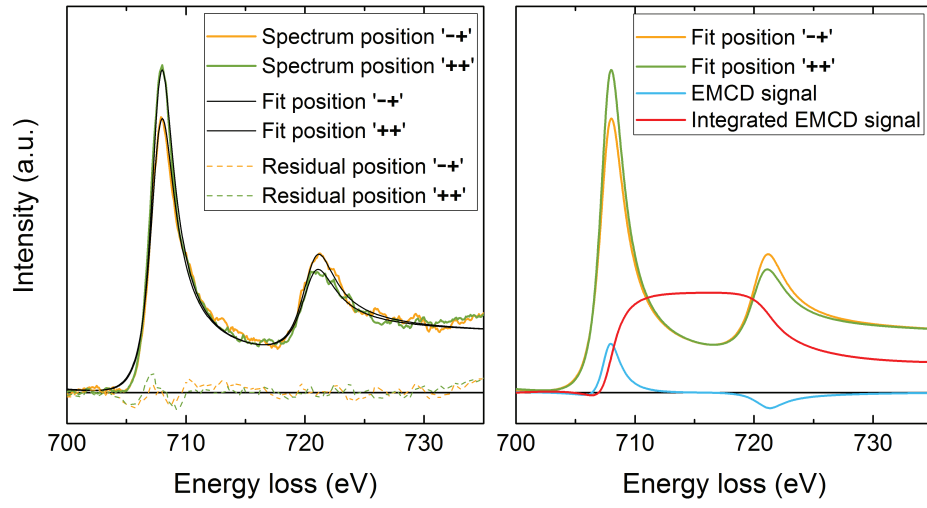 Intensity (a.u.)
Spectrum position '-+'
Spectrum position '++'
Fit position '-+'
Fit position '++'
Residual position '-+'
Residual position '++'
700 710 720 730
Energy loss (eV)
Fit position '-+'
Fit position '++'
EMCD signal
Integrated EMCD signal
700 710 720 730
Energy loss (eV)